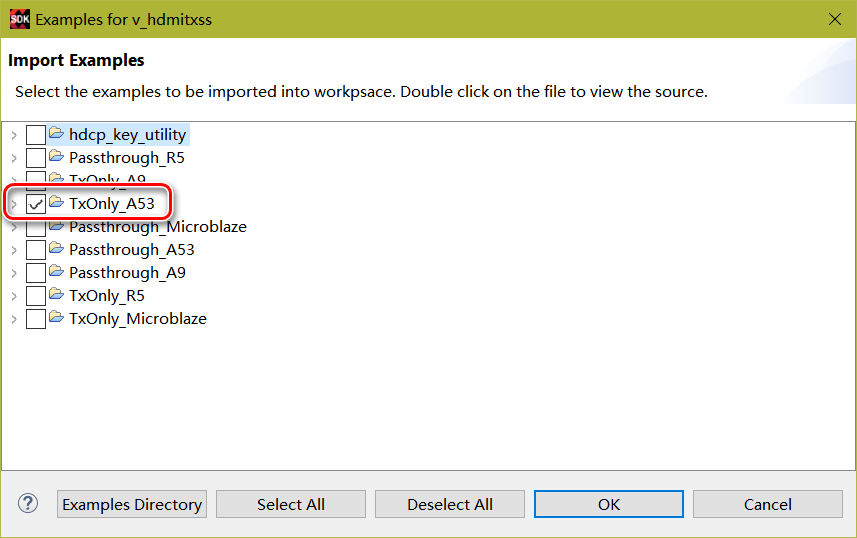 SDK Examples for v_hdmitxss
Import Examples
Select the examples to be imported into workpsace. Double click on the file to view the source.
hdcp_key_utility
Passthrough_R5
TxOnly_A9
TxOnly_A53
Passthrough_Microblaze
Passthrough_A53
Passthrough_A9
TxOnly_R5
TxOnly_Microblaze
? Examples Directory Select All Deselect All OK Cancel